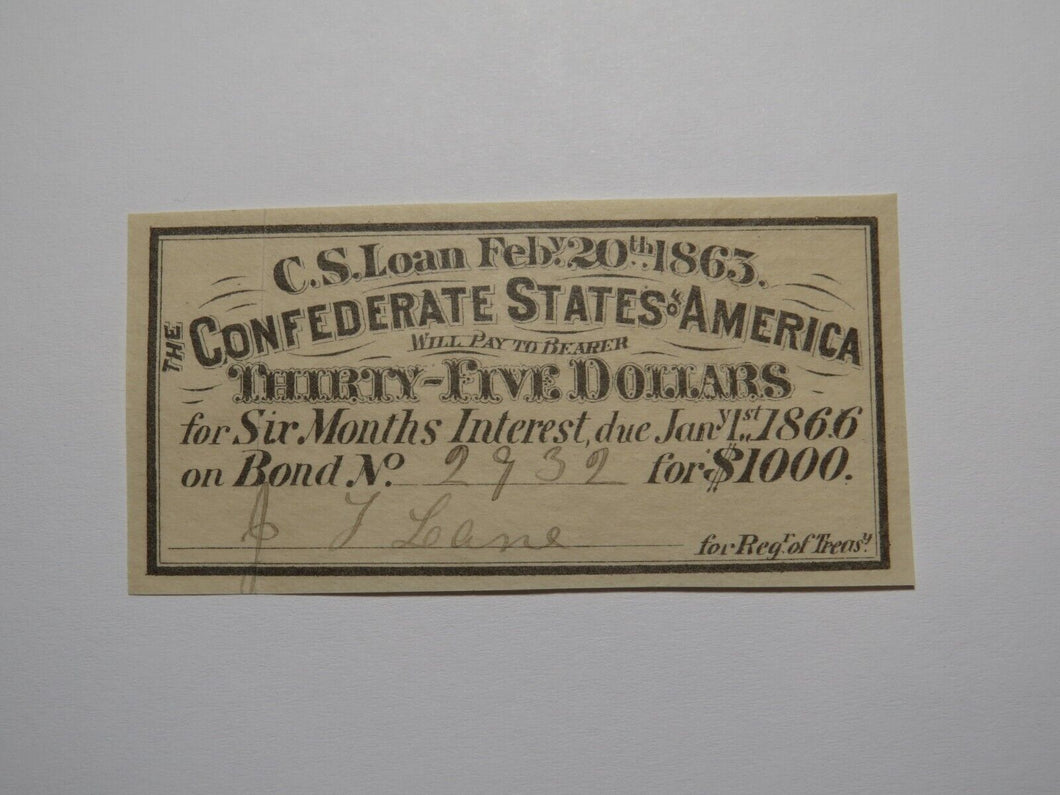 C.S. Loan Feby. 20th. 1863.
THE CONFEDERATE STATES OF AMERICA
WILL PAY TO BEARER
THIRTY-FIVE DOLLARS
for Six Months Interest, due Jany. 1st. 1866
on Bond No. 2932 for $1000.
J T Lane for Regr. of Treasy.